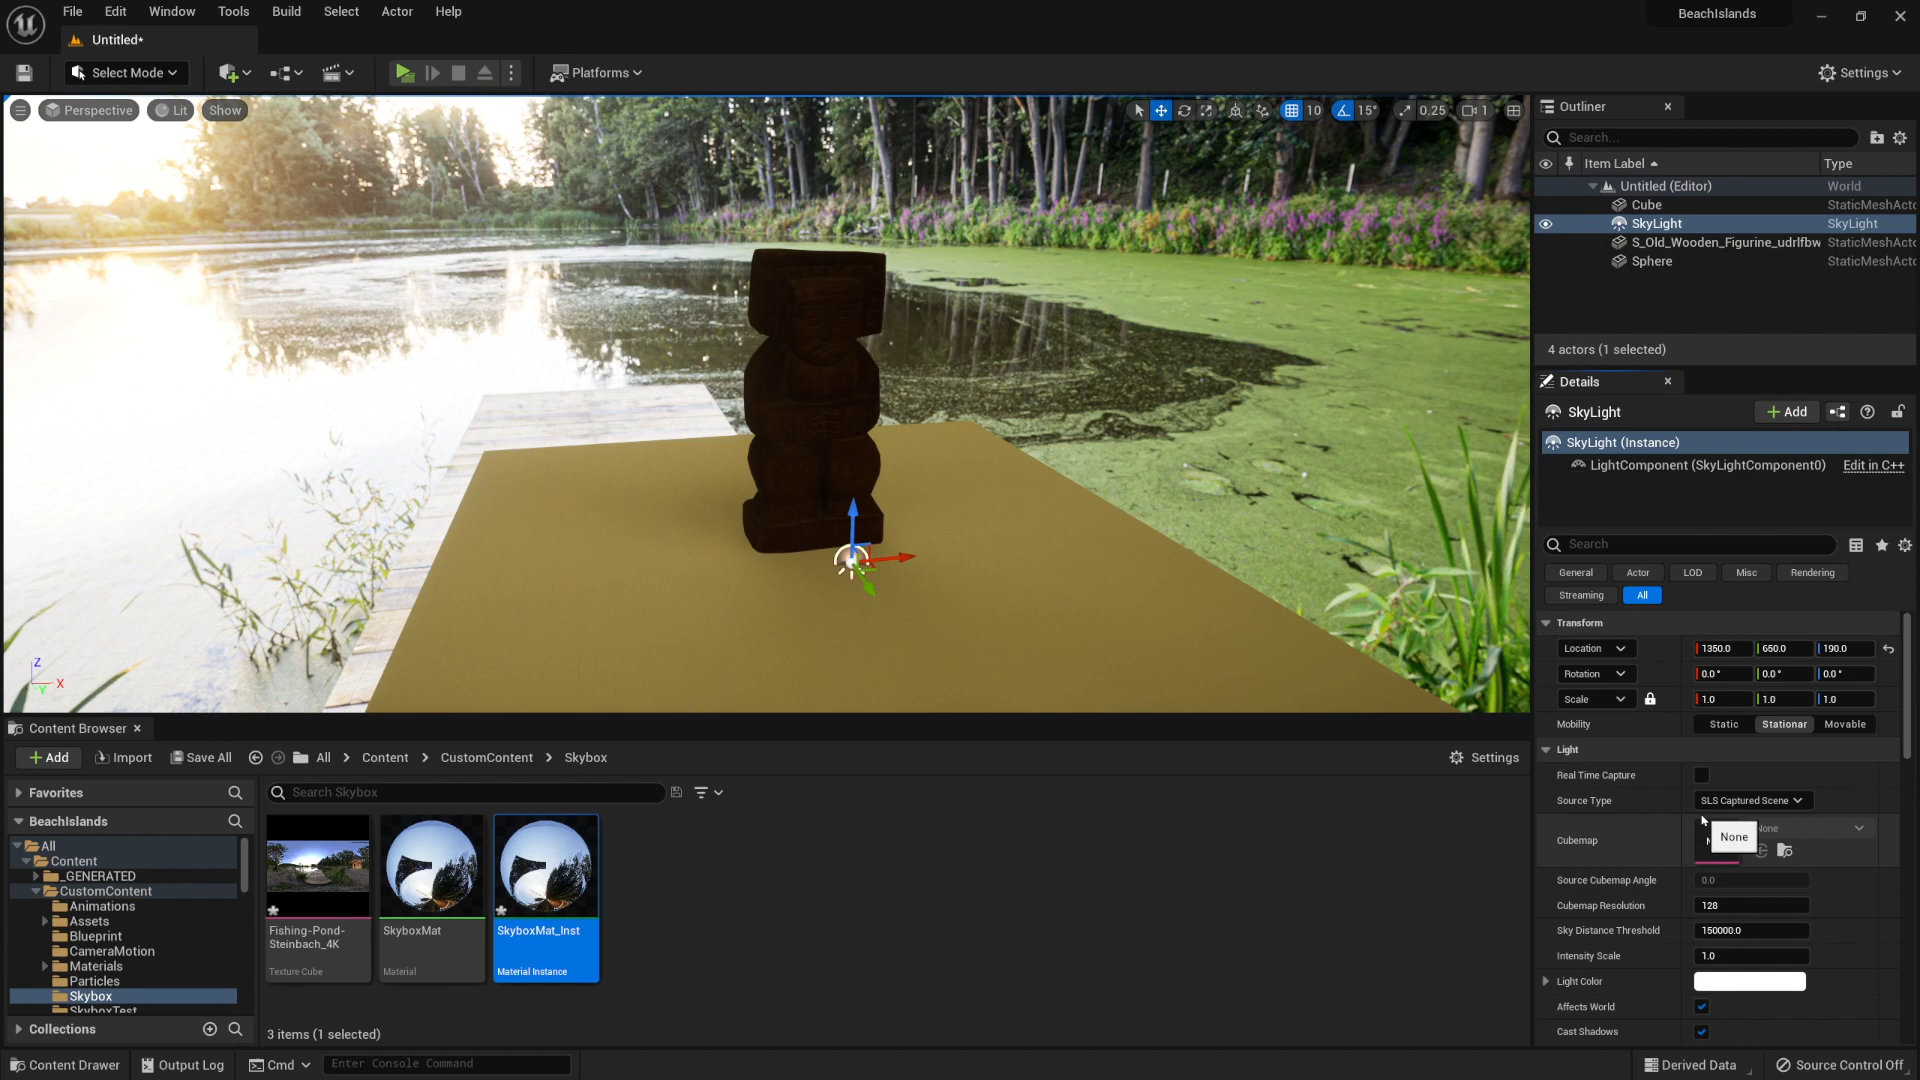 File Edit Window Tools Build Select Actor Help
BeachIslands
Untitled*
Select Mode
Platforms
Settings
Perspective
Lit
Show
10
15°
0.25
1
Z
X
Y
Outliner
Search...
Item Label
Type
Untitled (Editor) World
Cube StaticMeshActo
SkyLight SkyLight
S_Old_Wooden_Figurine_udrlfbw StaticMeshActo
Sphere StaticMeshActo
4 actors (1 selected)
Details
SkyLight
Add
SkyLight (Instance)
LightComponent (SkyLightComponent0) Edit in C++
Search
General Actor LOD Misc Rendering
Streaming All
Transform
Location 1350.0 650.0 190.0
Rotation 0.0° 0.0° 0.0°
Scale 1.0 1.0 1.0
Mobility Static Stationar Movable
Light
Real Time Capture
Source Type SLS Captured Scene
Cubemap None
None
Source Cubemap Angle 0.0
Cubemap Resolution 128
Sky Distance Threshold 150000.0
Intensity Scale 1.0
Light Color
Affects World
Cast Shadows
Content Browser
Add Import Save All All Content CustomContent Skybox Settings
Favorites
BeachIslands
All
Content
_GENERATED
CustomContent
Animations
Assets
Blueprint
CameraMotion
Materials
Particles
Skybox
SkyboxTest
Collections
Search Skybox
Fishing-Pond-
Steinbach_4K
Texture Cube
SkyboxMat
Material
SkyboxMat_Inst
Material Instance
3 items (1 selected)
Content Drawer Output Log Cmd Enter Console Command Derived Data Source Control Off